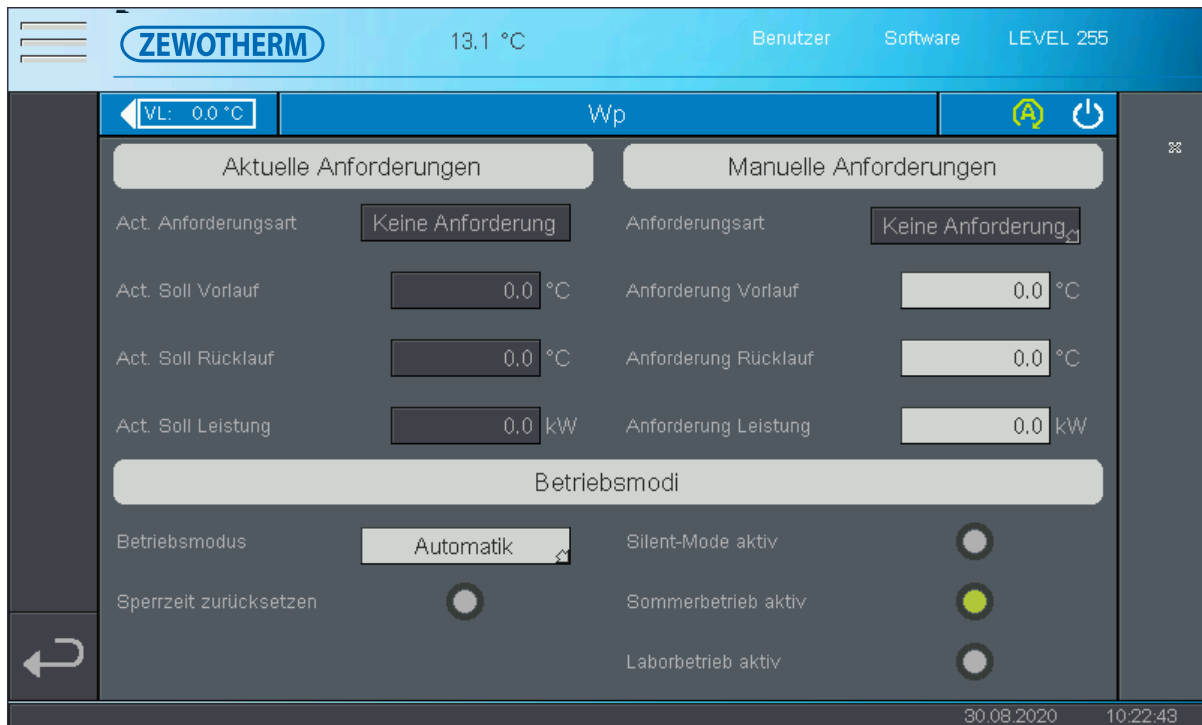 ZEWOTHERM 13.1 °C Benutzer Software LEVEL 255
VL: 0.0 °C Wp A
Aktuelle Anforderungen Manuelle Anforderungen
Act. Anforderungsart Keine Anforderung Anforderungsart Keine Anforderung
Act. Soll Vorlauf 0.0 °C Anforderung Vorlauf 0.0 °C
Act. Soll Rücklauf 0.0 °C Anforderung Rücklauf 0.0 °C
Act. Soll Leistung 0.0 kW Anforderung Leistung 0.0 kW
Betriebsmodi
Betriebsmodus Automatik Silent-Mode aktiv
Sperrzeit zurücksetzen Sommerbetrieb aktiv
Laborbetrieb aktiv
30.08.2020 10:22:43